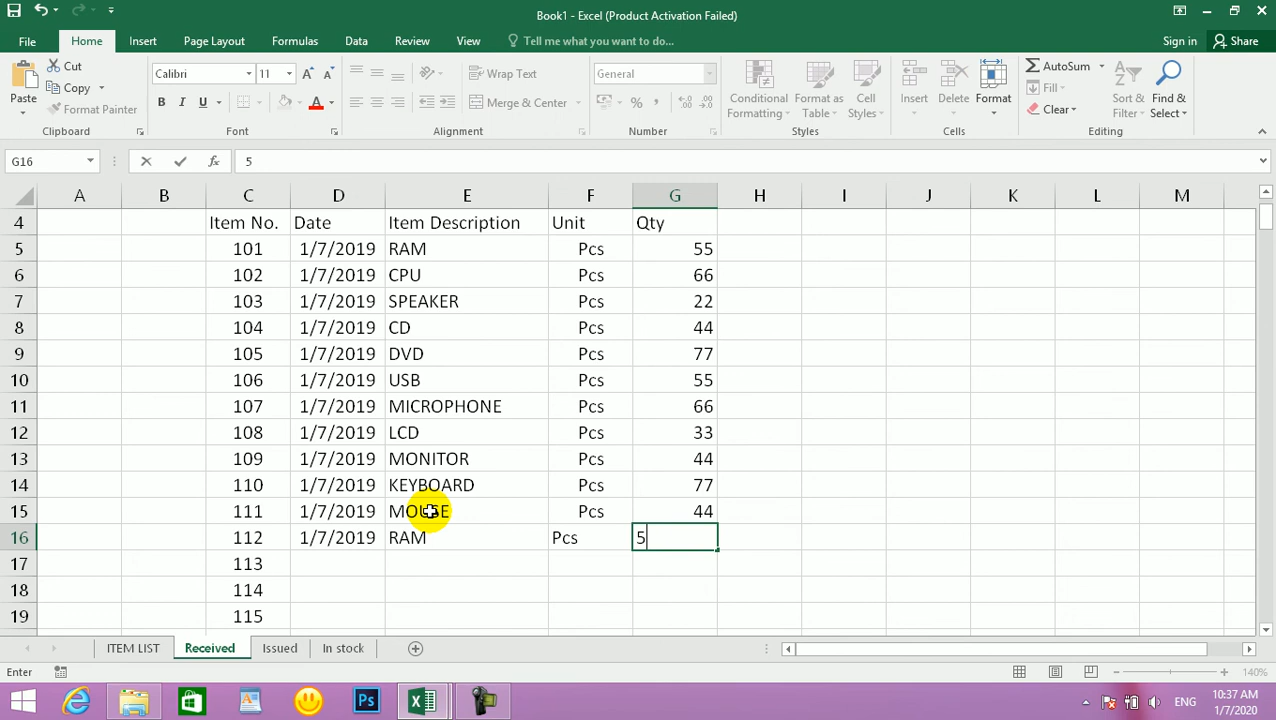 Book1 - Excel (Product Activation Failed)
File Home Insert Page Layout Formulas Data Review View Tell me what you want to do... Sign in Share
Paste Cut Copy Format Painter Clipboard
Calibri 11 A A B I U A Font
Wrap Text Merge & Center Alignment
General % , Number
Conditional Formatting Format as Table Cell Styles Styles
Insert Delete Format Cells
AutoSum Fill Clear Sort & Filter Find & Select Editing
G16 fx 5
A B C D E F G H I J K L M
4 Item No. Date Item Description Unit Qty
5 101 1/7/2019 RAM Pcs 55
6 102 1/7/2019 CPU Pcs 66
7 103 1/7/2019 SPEAKER Pcs 22
8 104 1/7/2019 CD Pcs 44
9 105 1/7/2019 DVD Pcs 77
10 106 1/7/2019 USB Pcs 55
11 107 1/7/2019 MICROPHONE Pcs 66
12 108 1/7/2019 LCD Pcs 33
13 109 1/7/2019 MONITOR Pcs 44
14 110 1/7/2019 KEYBOARD Pcs 77
15 111 1/7/2019 MOUSE Pcs 44
16 112 1/7/2019 RAM Pcs 5
17 113
18 114
19 115
ITEM LIST Received Issued In stock
Enter 140%
Ps ENG 10:37 AM
1/7/2020